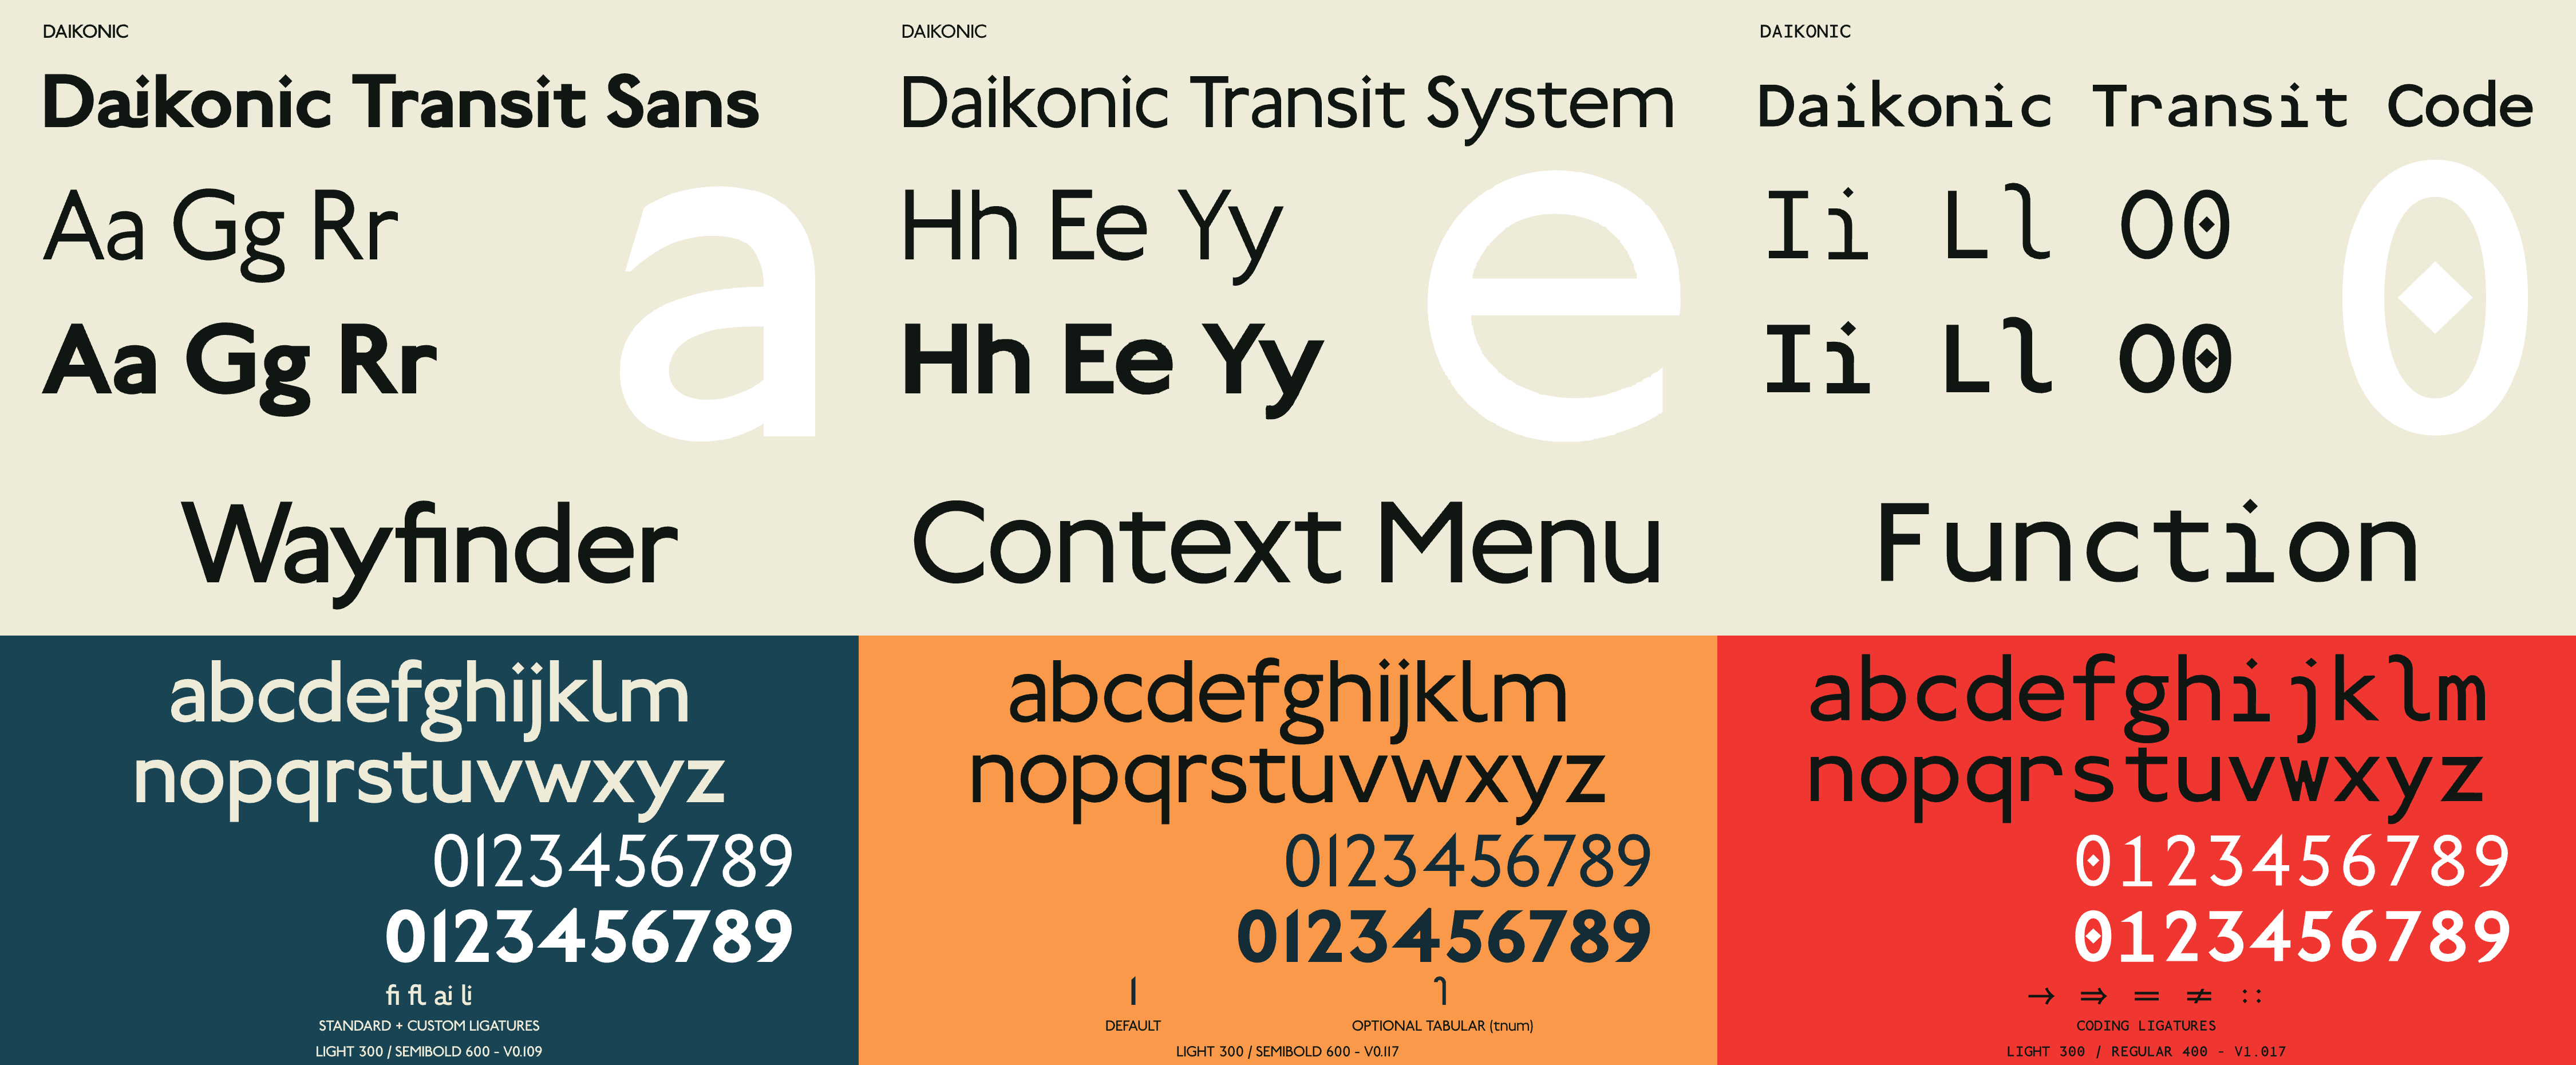 DAIKONIC
Daikonic Transit Sans
Aa Gg Rr
a
Aa Gg Rr
Wayfinder
abcdefghijklm
nopqrstuvwxyz
0123456789
0123456789
fi fl ai li
STANDARD + CUSTOM LIGATURES
LIGHT 300 / SEMIBOLD 600 - V0.109
DAIKONIC
Daikonic Transit System
Hh Ee Yy
e
Hh Ee Yy
Context Menu
abcdefghijklm
nopqrstuvwxyz
0123456789
0123456789
1 1
DEFAULT OPTIONAL TABULAR (tnum)
LIGHT 300 / SEMIBOLD 600 - V0.117
DAIKONIC
Daikonic Transit Code
Ii Ll O0
0
Ii Ll O0
Function
abcdefghijklm
nopqrstuvwxyz
0123456789
0123456789
→ ⇒ = ≠ ::
CODING LIGATURES
LIGHT 300 / REGULAR 400 - V1.017